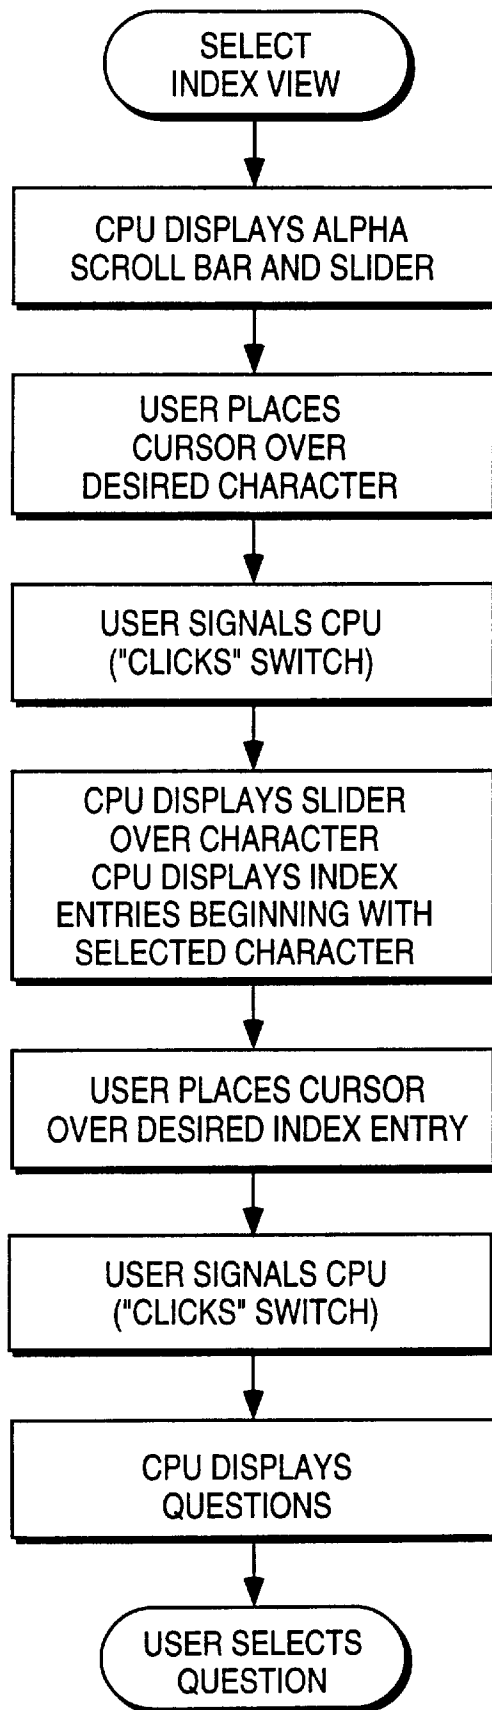 SELECT
INDEX VIEW
CPU DISPLAYS ALPHA
SCROLL BAR AND SLIDER
USER PLACES
CURSOR OVER
DESIRED CHARACTER
USER SIGNALS CPU
("CLICKS" SWITCH)
CPU DISPLAYS SLIDER
OVER CHARACTER
CPU DISPLAYS INDEX
ENTRIES BEGINNING WITH
SELECTED CHARACTER
USER PLACES CURSOR
OVER DESIRED INDEX ENTRY
USER SIGNALS CPU
("CLICKS" SWITCH)
CPU DISPLAYS
QUESTIONS
USER SELECTS
QUESTION